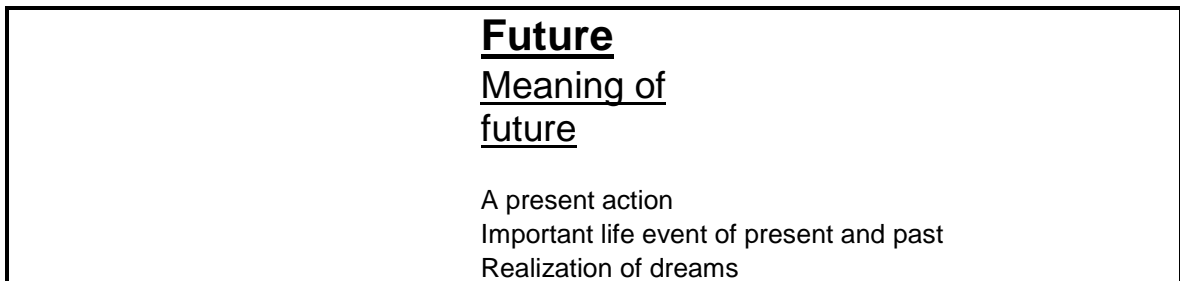 Future
Meaning of
future
A present action
Important life event of present and past
Realization of dreams